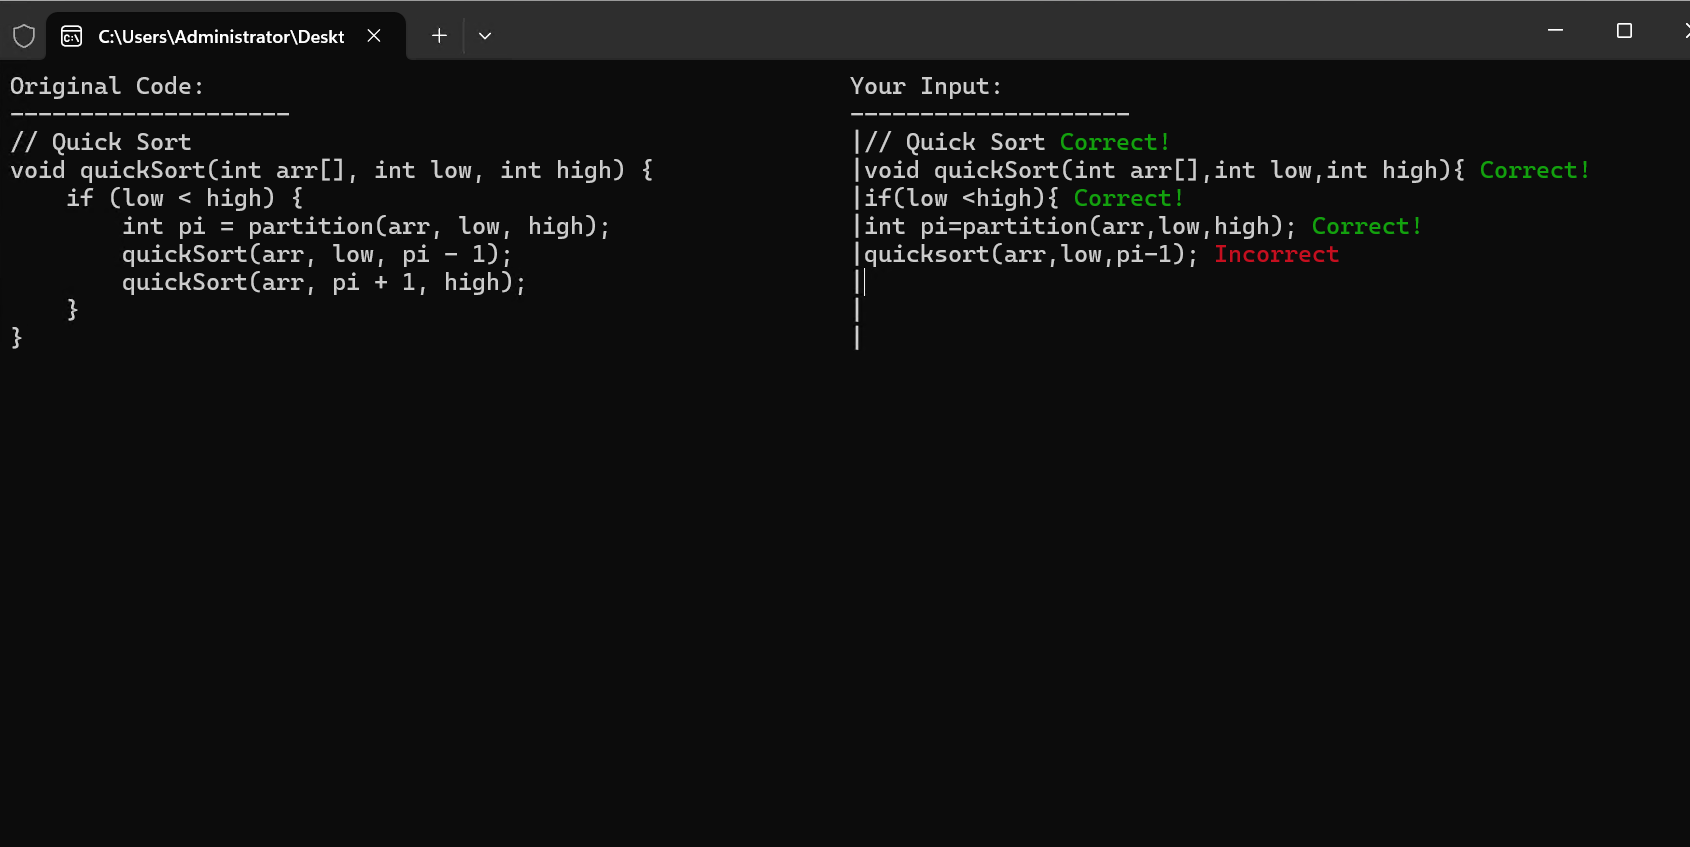 C:\Users\Administrator\Deskt
Original Code:
--------------------
// Quick Sort
void quickSort(int arr[], int low, int high) {
    if (low < high) {
        int pi = partition(arr, low, high);
        quickSort(arr, low, pi - 1);
        quickSort(arr, pi + 1, high);
    }
}
Your Input:
--------------------
|// Quick Sort Correct!
|void quickSort(int arr[],int low,int high){ Correct!
|if(low <high){ Correct!
|int pi=partition(arr,low,high); Correct!
|quicksort(arr,low,pi-1); Incorrect
|
|
|